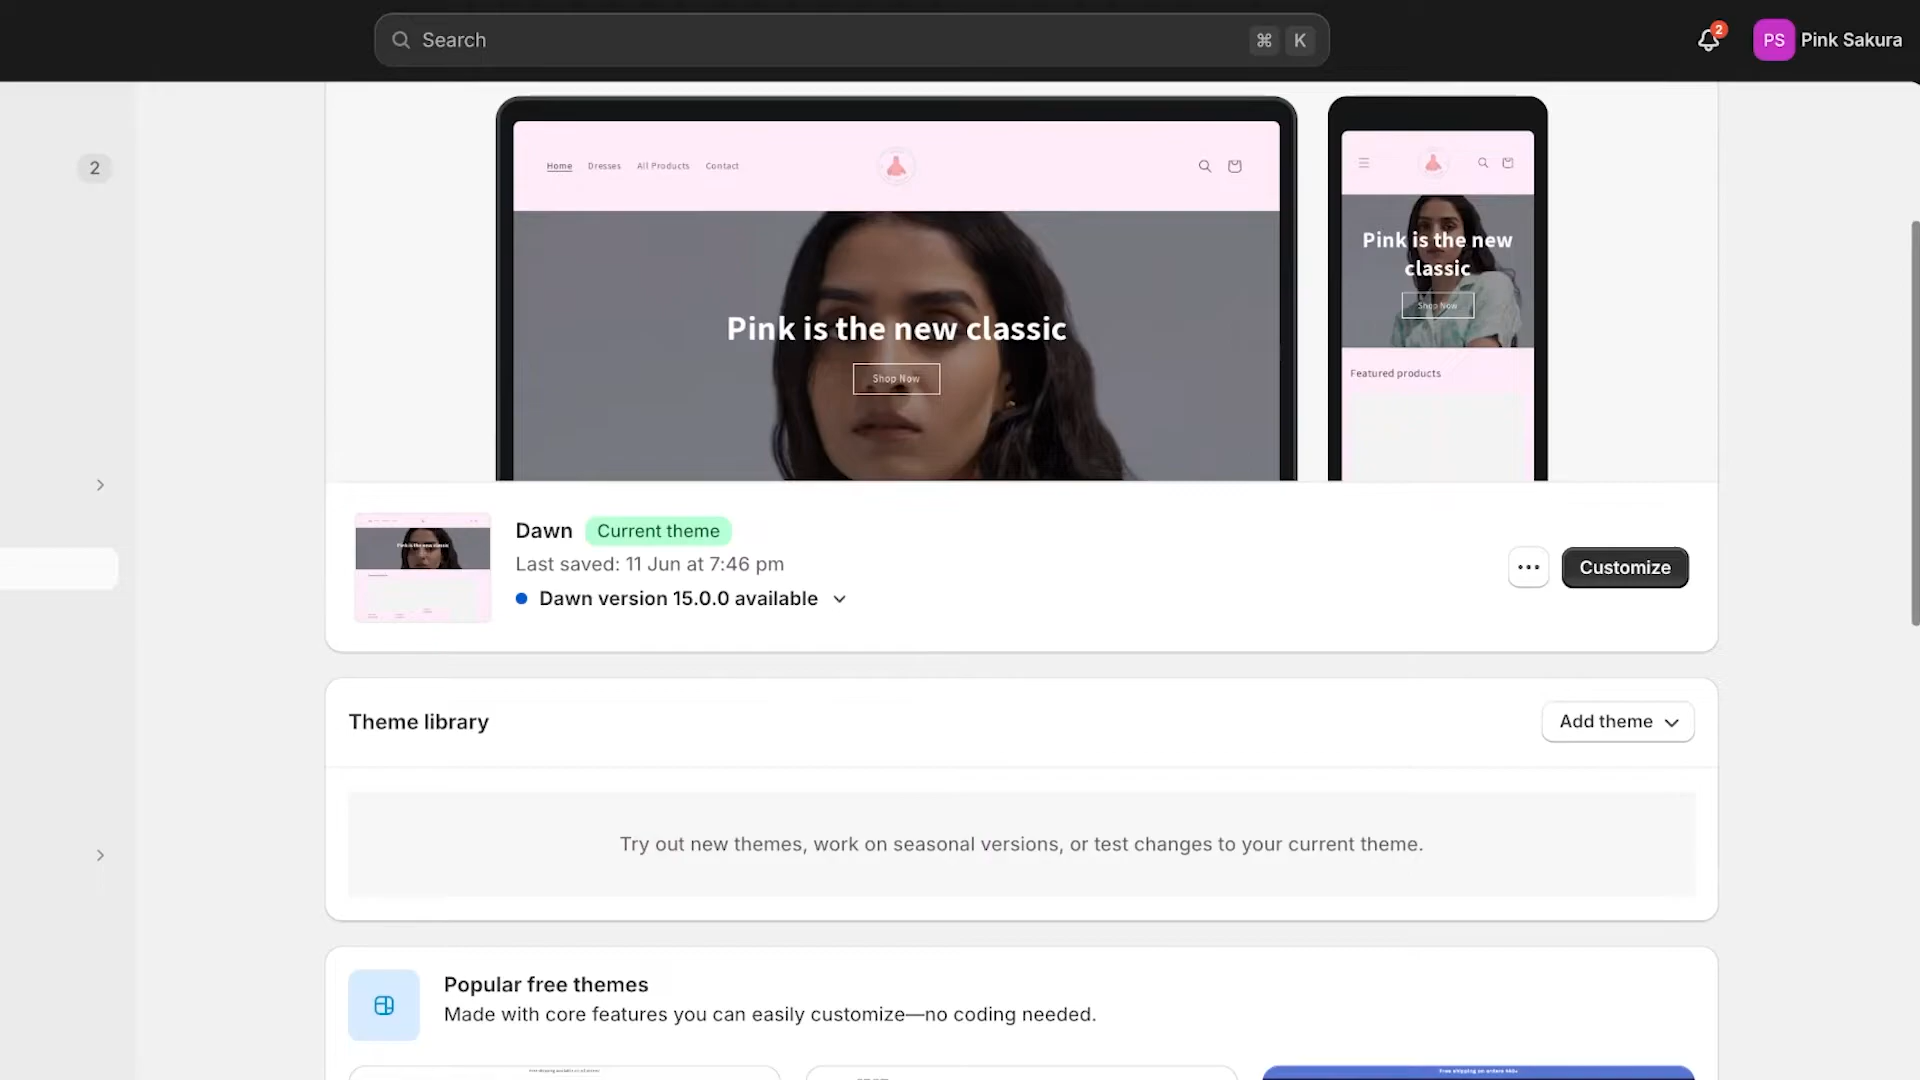 Search
⌘ K
2
PS Pink Sakura
2
Home Dresses All Products Contact
Pink is the new classic
Shop Now
Pink is the new
classic
Shop Now
Featured products
Dawn Current theme
Last saved: 11 Jun at 7:46 pm
Dawn version 15.0.0 available
Customize
Theme library
Add theme
Try out new themes, work on seasonal versions, or test changes to your current theme.
Popular free themes
Made with core features you can easily customize—no coding needed.